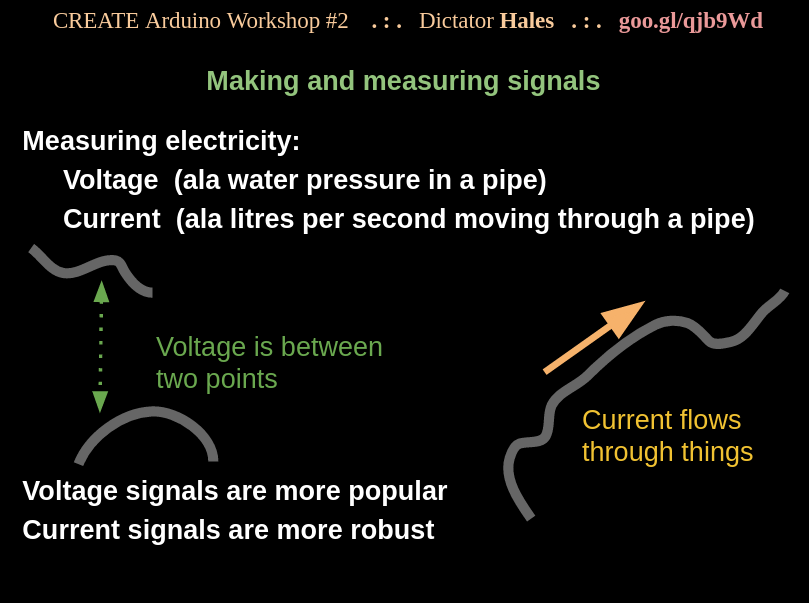 CREATE Arduino Workshop #2 . : . Dictator Hales . : . goo.gl/qjb9Wd
Making and measuring signals
Measuring electricity:
Voltage (ala water pressure in a pipe)
Current (ala litres per second moving through a pipe)
Voltage is between
two points
Current flows
through things
Voltage signals are more popular
Current signals are more robust